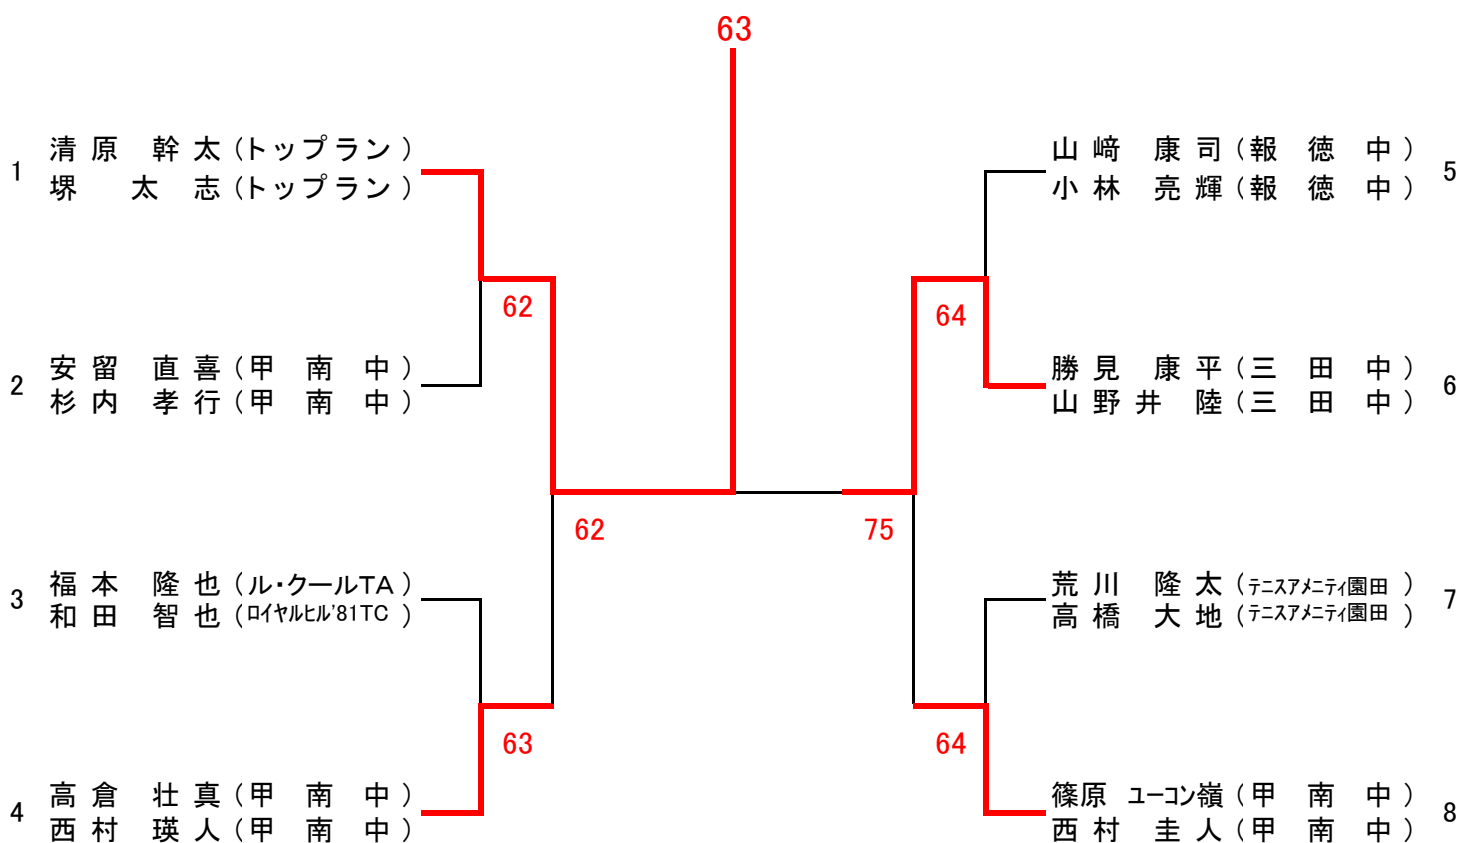 63
1 清原 幹太(トップラン)
堺 太志(トップラン)
62
2 安留 直喜(甲南中)
杉内 孝行(甲南中)
62
3 福本 隆也(ル・クールTA)
和田 智也(ロイヤルヒル'81TC)
63
4 高倉 壮真(甲南中)
西村 瑛人(甲南中)
山﨑 康司(報徳中) 5
小林 亮輝(報徳中)
64
勝見 康平(三田中) 6
山野井 陸(三田中)
75
荒川 隆太(テニスアメニティ園田) 7
高橋 大地(テニスアメニティ園田)
64
篠原 ユーコン嶺(甲南中) 8
西村 圭人(甲南中)